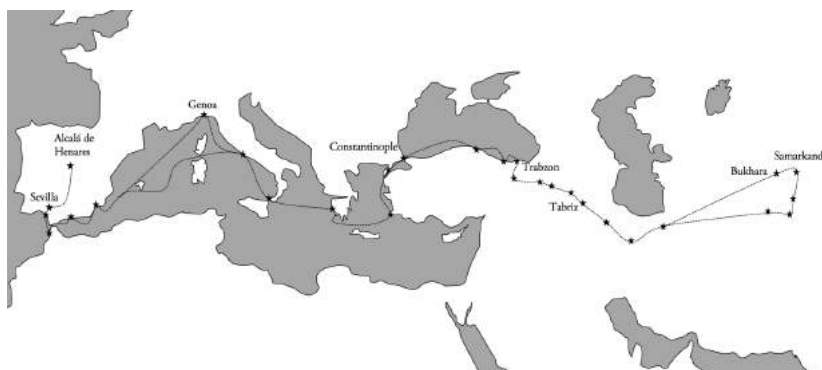 Genoa
Alcalá de
Henares
Constantinople
Samarkand
Bukhara
Trabzon
Sevilla
Tabriz